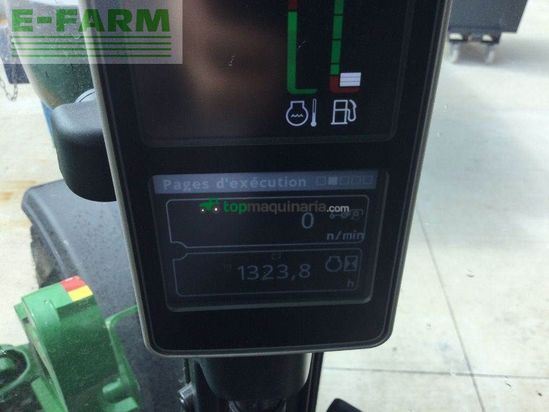 E-FARM
Pages d'exécution
topmaquinaria.com
0
n/min
1323,8
h